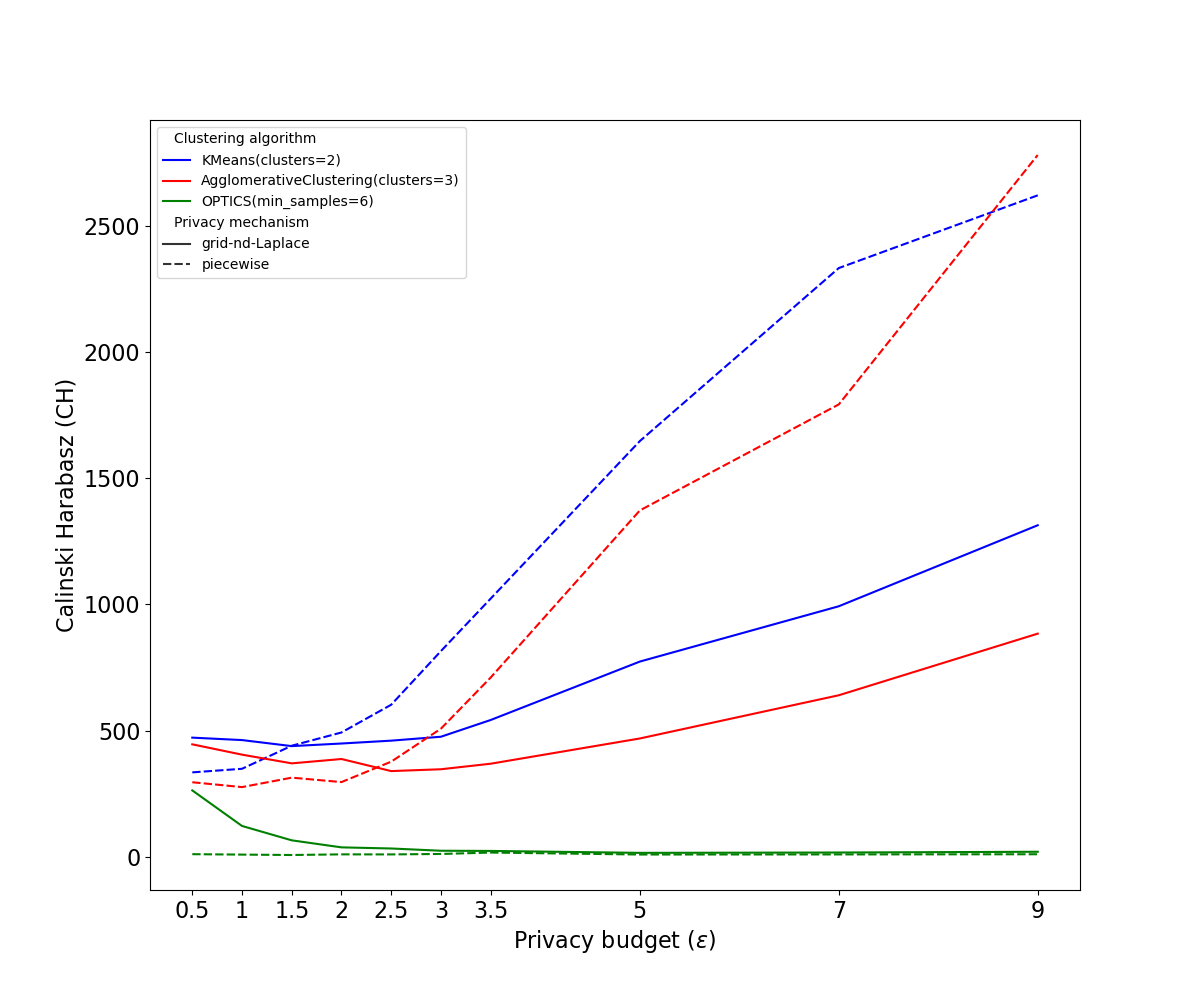 Clustering algorithm
KMeans(clusters=2)
AgglomerativeClustering(clusters=3)
OPTICS(min_samples=6)
Privacy mechanism
grid-nd-Laplace
piecewise
Calinski Harabasz (CH)
2500
2000
1500
1000
500
0
0.5 1 1.5 2 2.5 3 3.5 5 7 9
Privacy budget (ε)